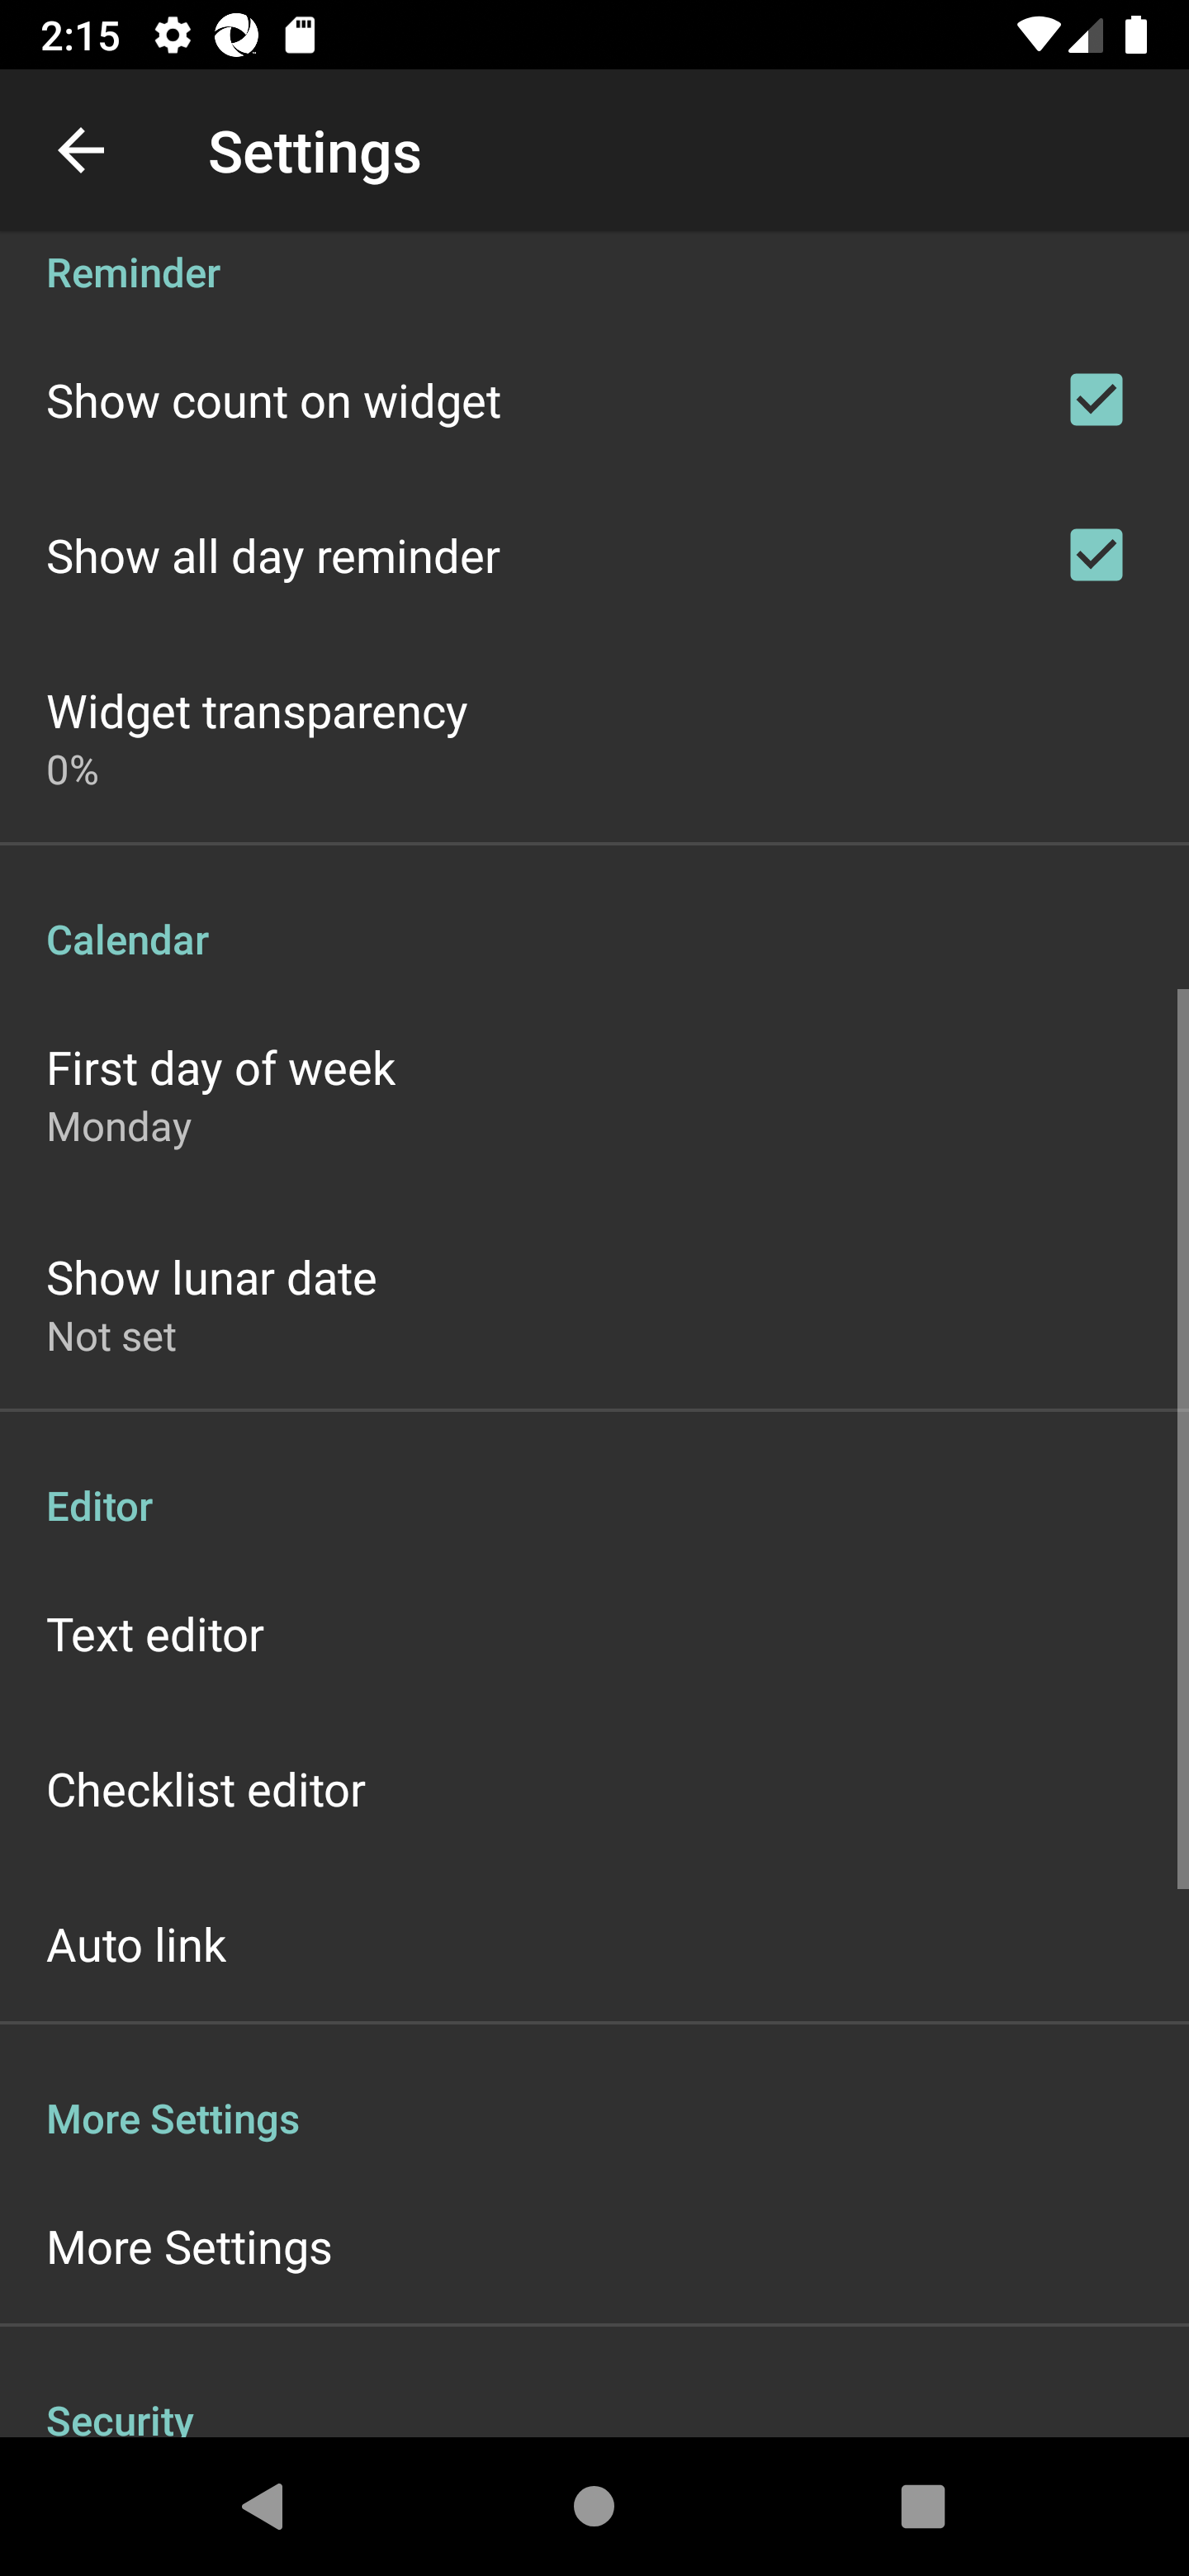 2:15
Settings
Reminder
Show count on widget
Show all day reminder
Widget transparency
0%
Calendar
First day of week
Monday
Show lunar date
Not set
Editor
Text editor
Checklist editor
Auto link
More Settings
More Settings
Security